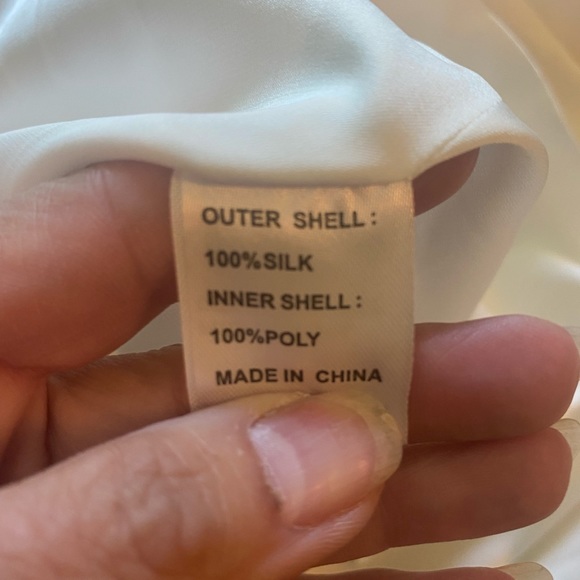 OUTER SHELL:
100%SILK
INNER SHELL:
100%POLY
MADE IN CHINA